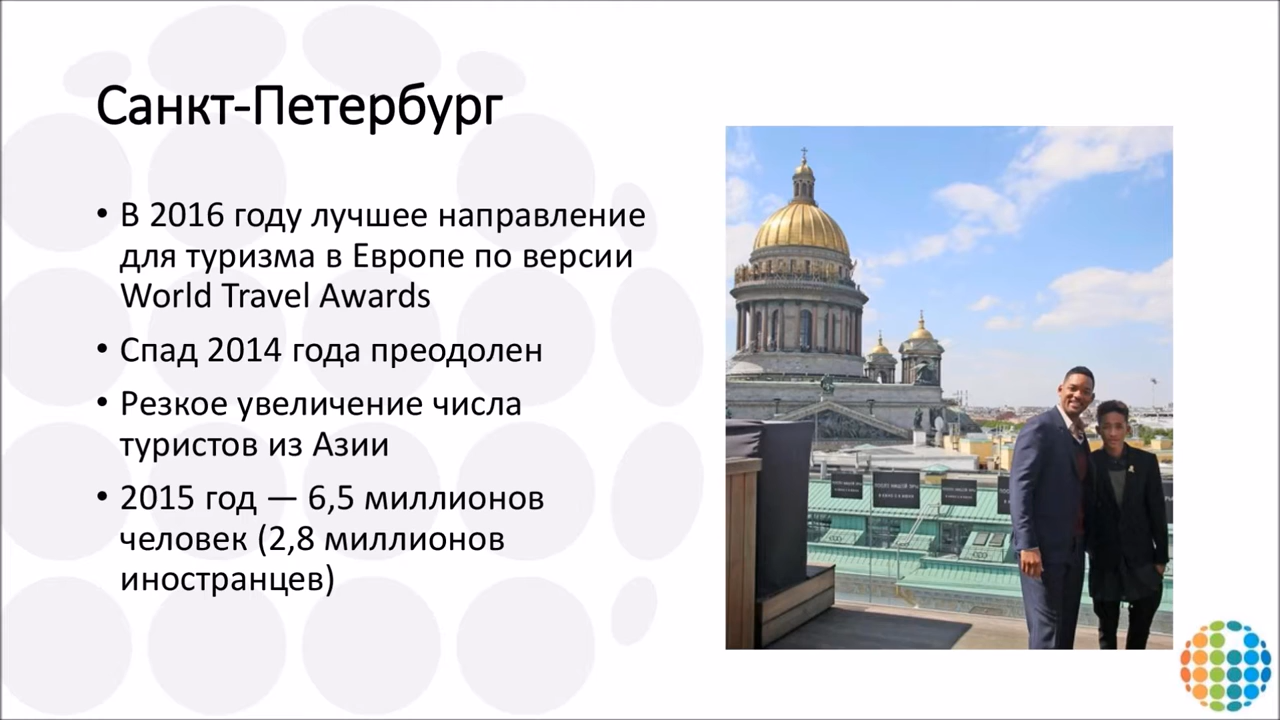 Санкт-Петербург
• В 2016 году лучшее направление
для туризма в Европе по версии
World Travel Awards
• Спад 2014 года преодолен
• Резкое увеличение числа
туристов из Азии
• 2015 год — 6,5 миллионов
человек (2,8 миллионов
иностранцев)